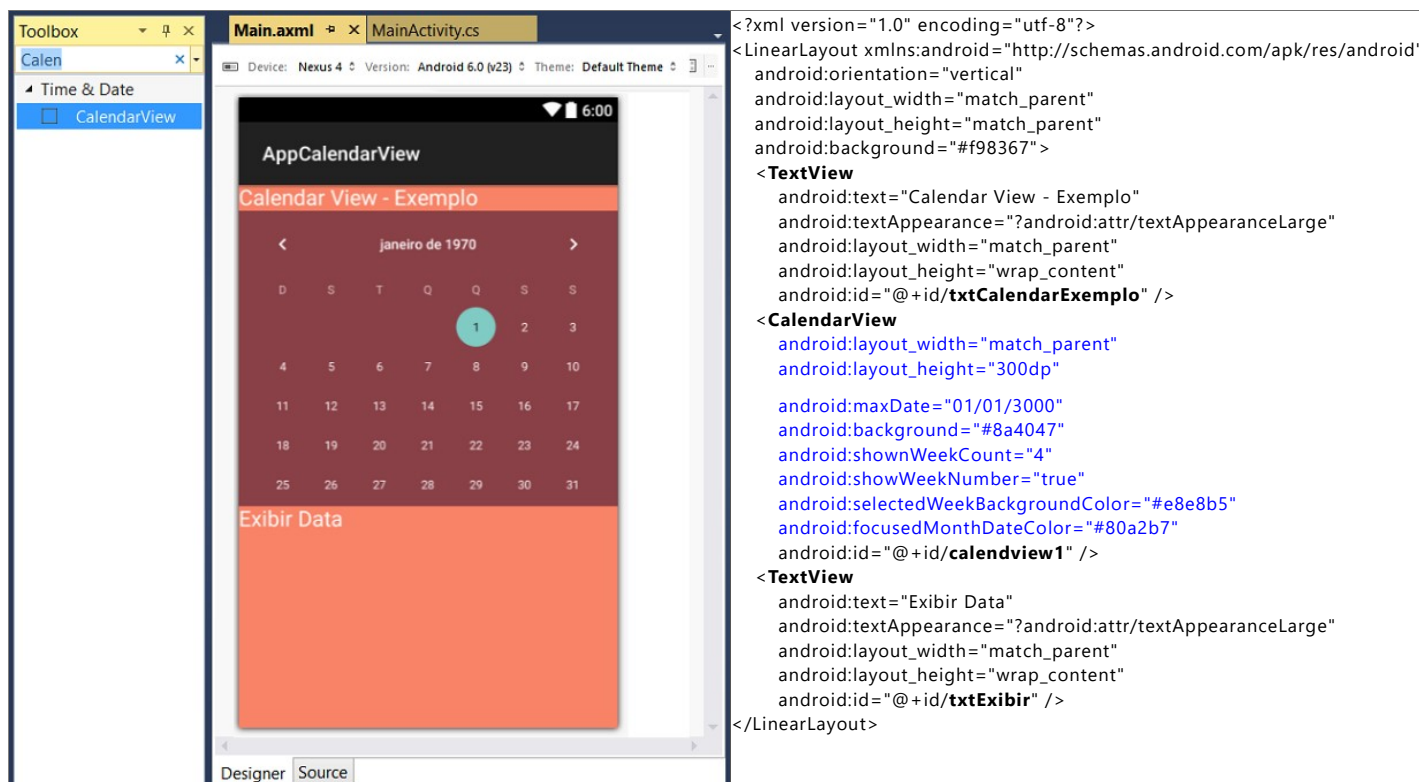 Toolbox
Calen
Time & Date
CalendarView
Main.axml
MainActivity.cs
Device: Nexus 4 Version: Android 6.0 (v23) Theme: Default Theme
6:00
AppCalendarView
Calendar View - Exemplo
janeiro de 1970
D S T Q Q S S
1 2 3
4 5 6 7 8 9 10
11 12 13 14 15 16 17
18 19 20 21 22 23 24
25 26 27 28 29 30 31
Exibir Data
Designer Source
<?xml version="1.0" encoding="utf-8"?>
<LinearLayout xmlns:android="http://schemas.android.com/apk/res/android"
android:orientation="vertical"
android:layout_width="match_parent"
android:layout_height="match_parent"
android:background="#f98367">
<TextView
android:text="Calendar View - Exemplo"
android:textAppearance="?android:attr/textAppearanceLarge"
android:layout_width="match_parent"
android:layout_height="wrap_content"
android:id="@+id/txtCalendarExemplo" />
<CalendarView
android:layout_width="match_parent"
android:layout_height="300dp"
android:maxDate="01/01/3000"
android:background="#8a4047"
android:shownWeekCount="4"
android:showWeekNumber="true"
android:selectedWeekBackgroundColor="#e8e8b5"
android:focusedMonthDateColor="#80a2b7"
android:id="@+id/calendview1" />
<TextView
android:text="Exibir Data"
android:textAppearance="?android:attr/textAppearanceLarge"
android:layout_width="match_parent"
android:layout_height="wrap_content"
android:id="@+id/txtExibir" />
</LinearLayout>